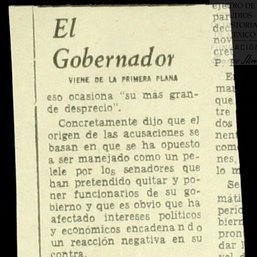 El
Gobernador
VIENE DE LA PRIMERA PLANA
eso ocasiona "su más gran-
de desprecio".
Concretamente dijo que el
origen de las acusaciones se
basan en que se ha opuesto
a ser manejado como un pe-
lele por los senadores que
han pretendido quitar y po-
ner funcionarios de su go-
bierno y que es obvio que ha
afectado intereses políticos
y económicos encadenando
un reacción negativa en su
contra.